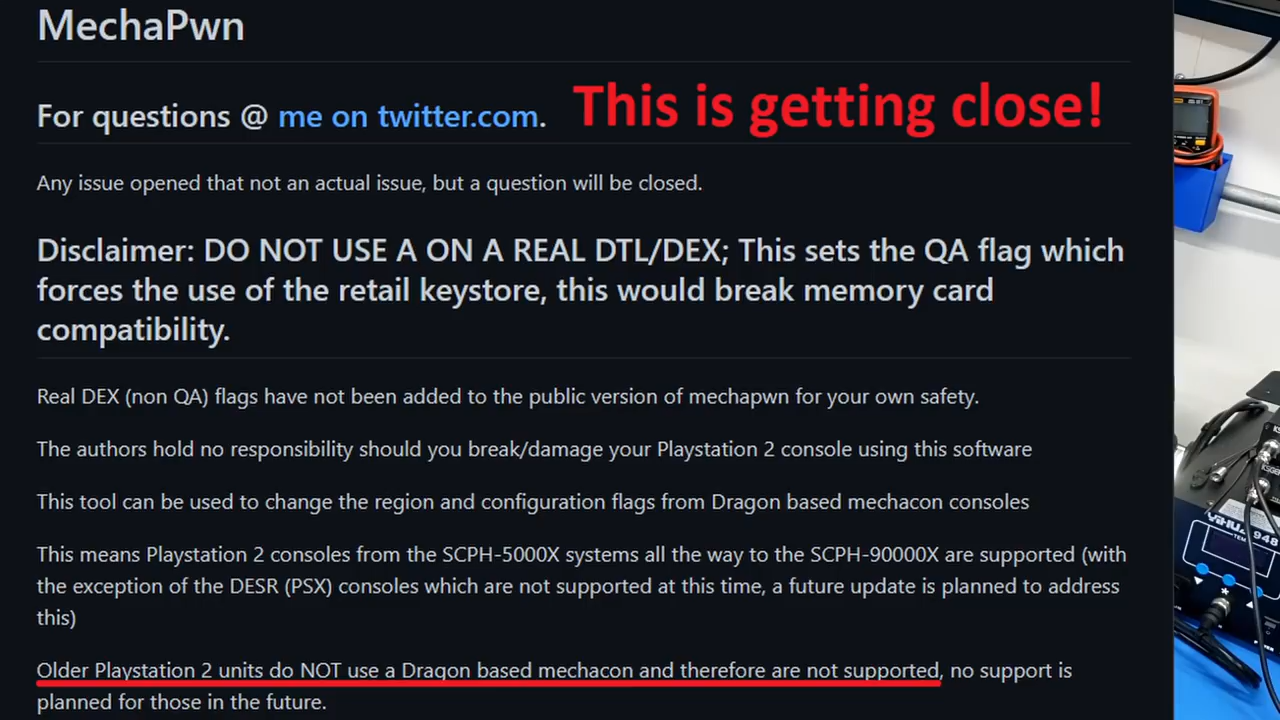 MechaPwn
For questions @ me on twitter.com.
This is getting close!
Any issue opened that not an actual issue, but a question will be closed.
Disclaimer: DO NOT USE A ON A REAL DTL/DEX; This sets the QA flag which
forces the use of the retail keystore, this would break memory card
compatibility.
Real DEX (non QA) flags have not been added to the public version of mechapwn for your own safety.
The authors hold no responsibility should you break/damage your Playstation 2 console using this software
This tool can be used to change the region and configuration flags from Dragon based mechacon consoles
This means Playstation 2 consoles from the SCPH-5000X systems all the way to the SCPH-90000X are supported (with
the exception of the DESR (PSX) consoles which are not supported at this time, a future update is planned to address
this)
Older Playstation 2 units do NOT use a Dragon based mechacon and therefore are not supported, no support is
planned for those in the future.
YIHUA 948